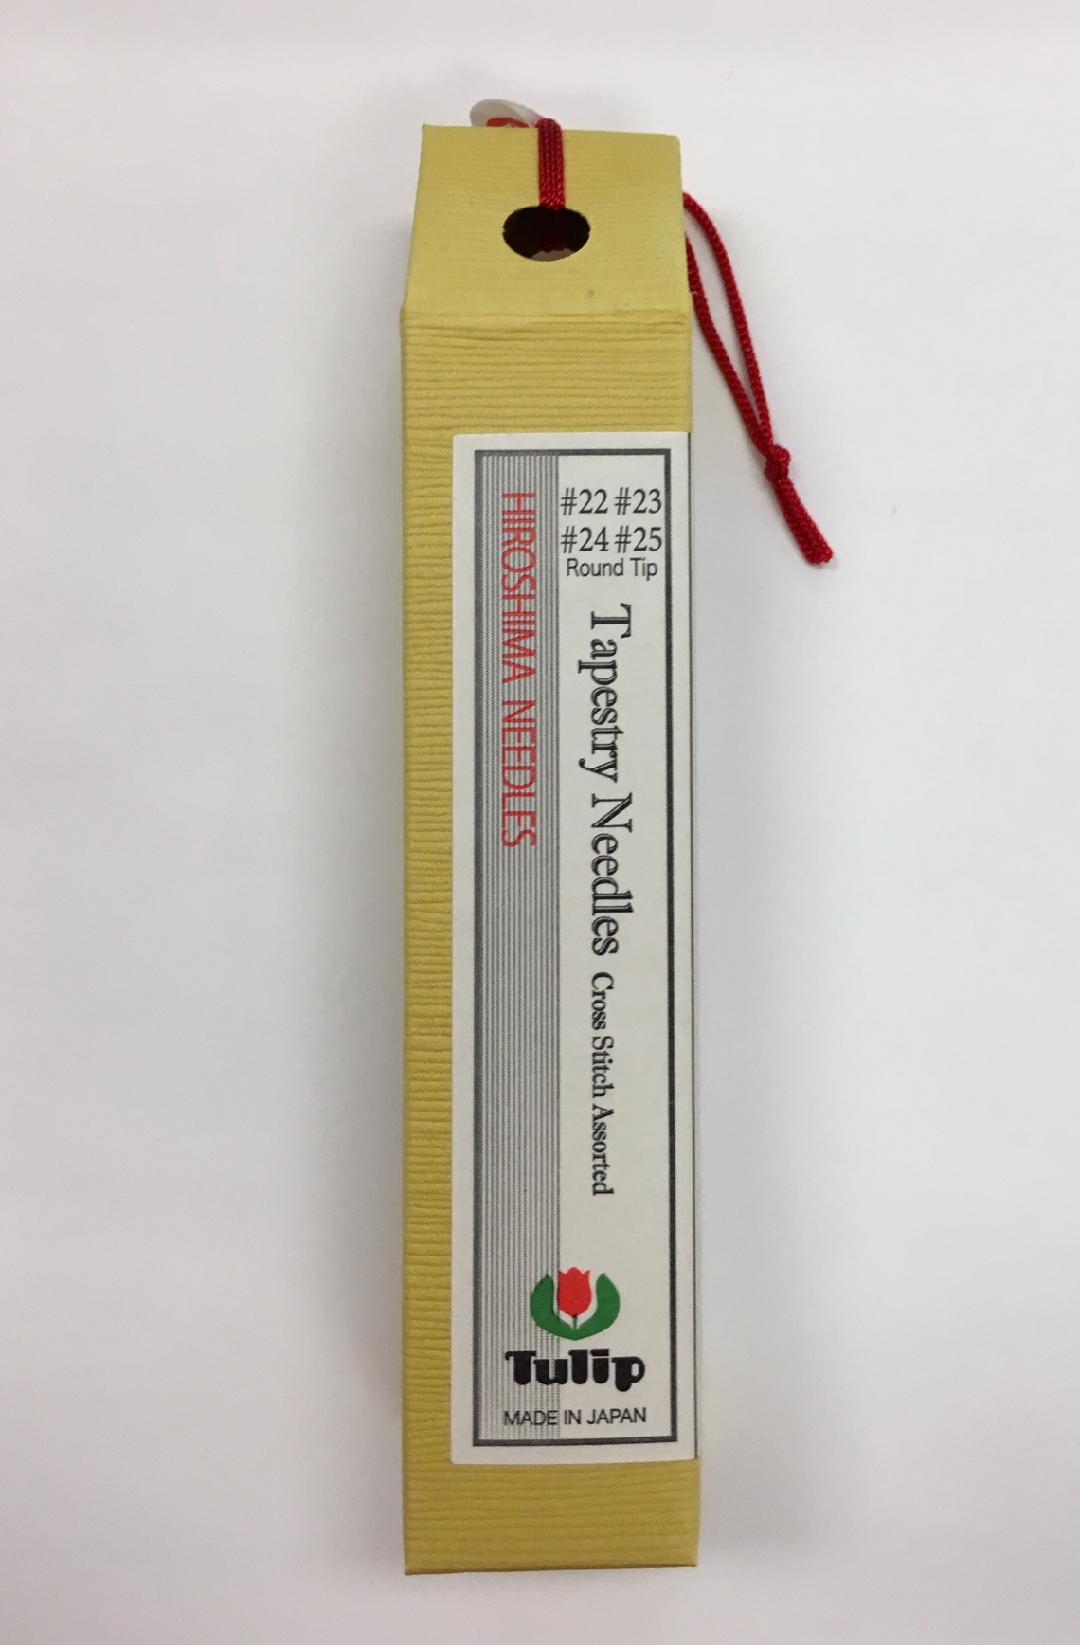 #22 #23
#24 #25
Round Tip
Tapestry Needles Cross Stitch Assorted
HIROSHIMA NEEDLES
Tulip
MADE IN JAPAN